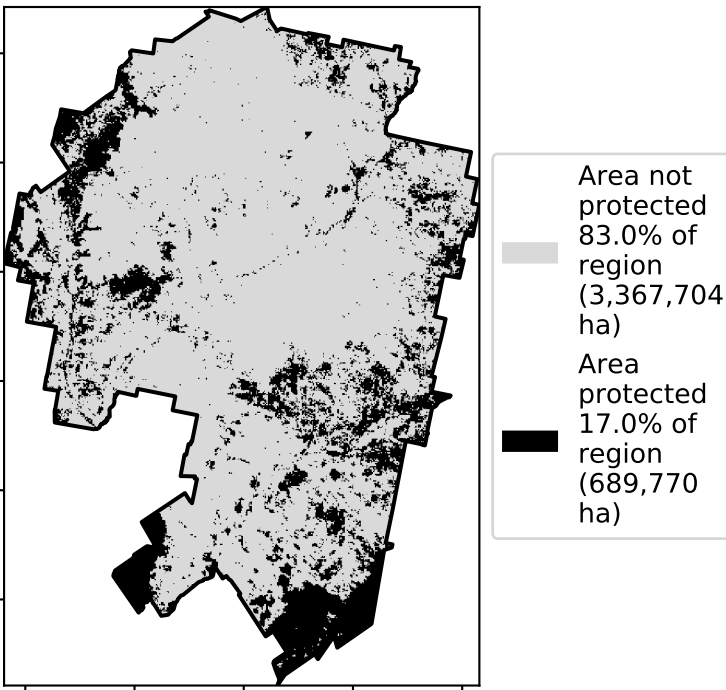 Area not
protected
83.0% of
region
(3,367,704
ha)
Area
protected
17.0% of
region
(689,770
ha)